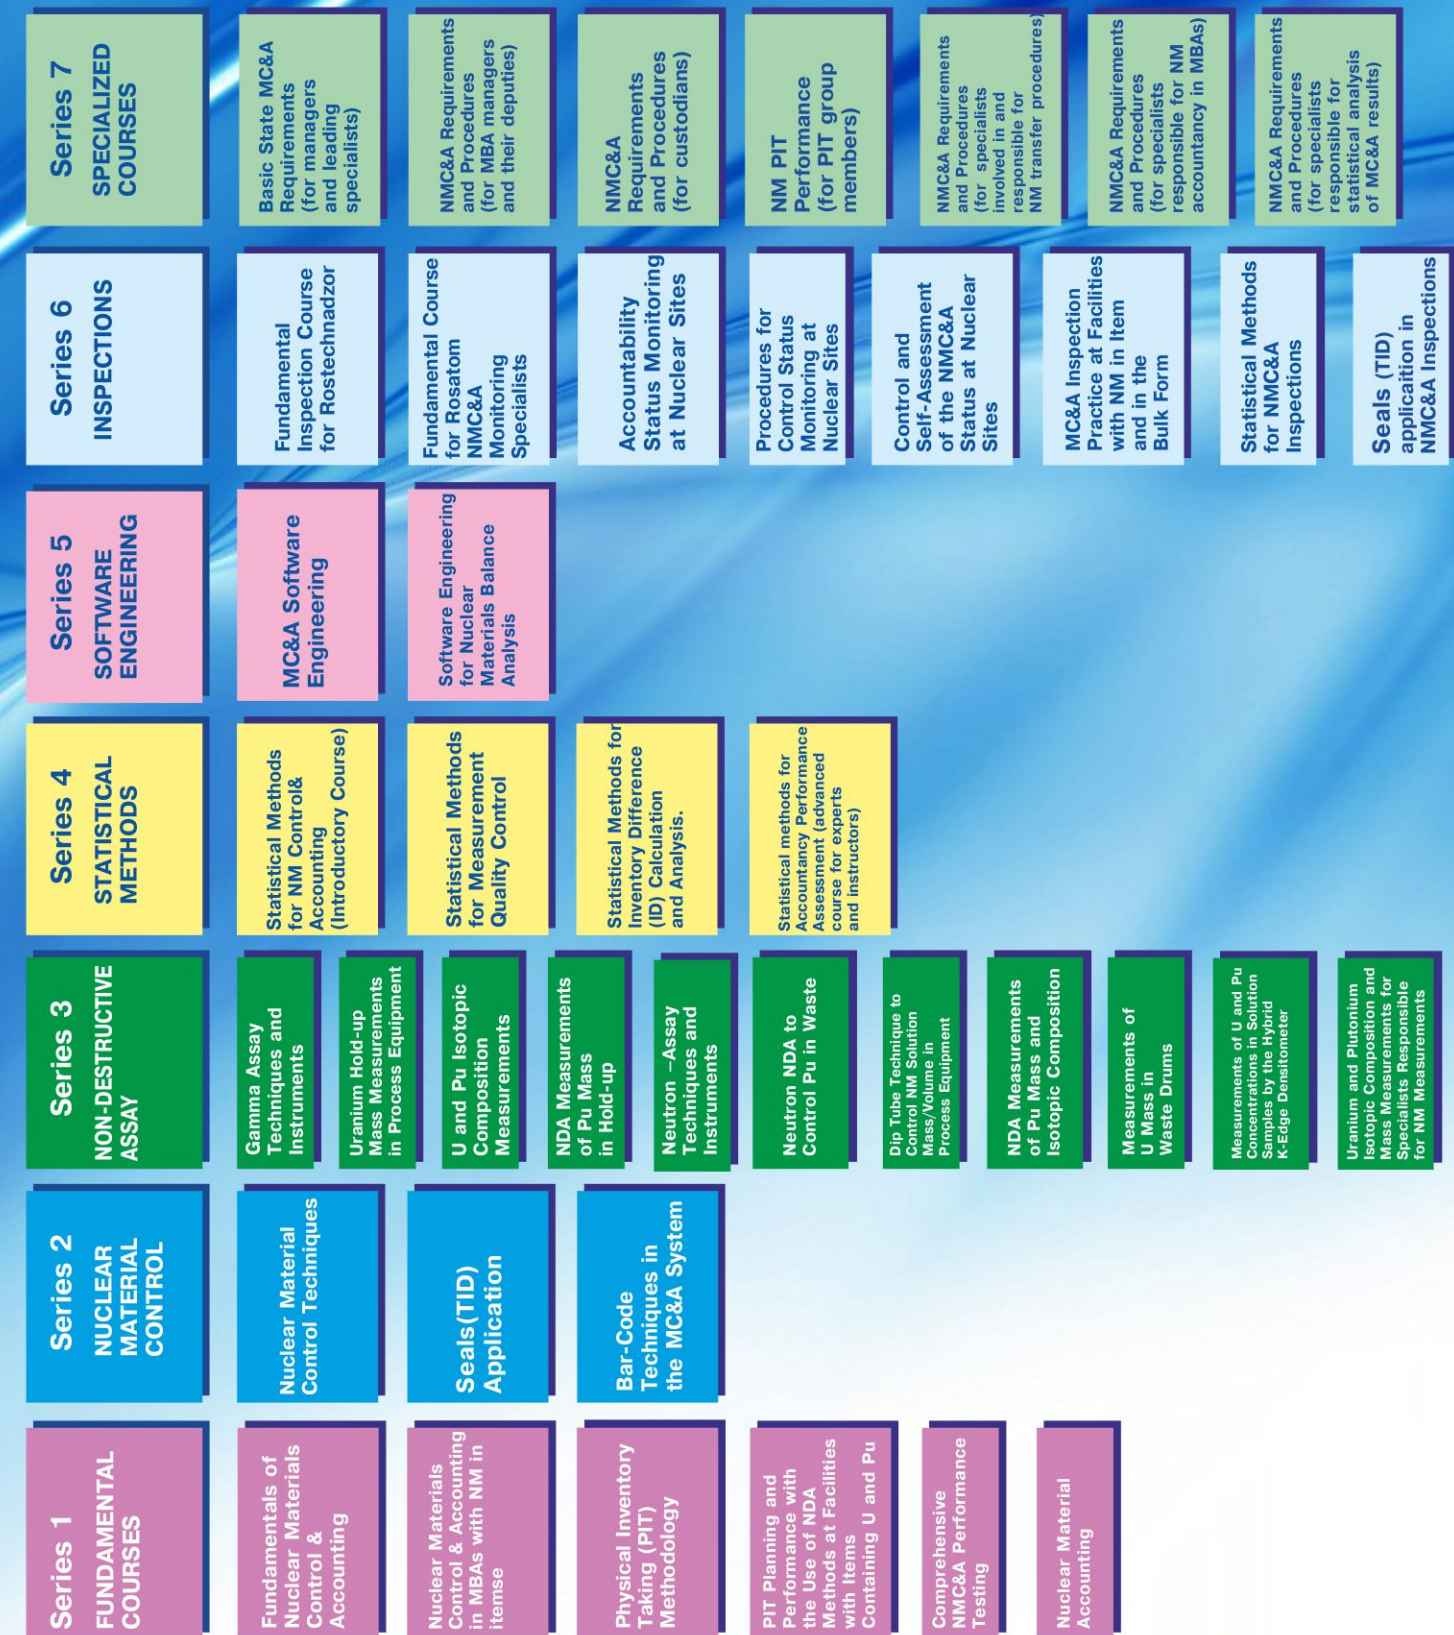 Series 1
FUNDAMENTAL
COURSES
Fundamentals of
Nuclear Materials
Control &
Accounting
Nuclear Materials
Control & Accounting
in MBAs with NM in
itemse
Physical Inventory
Taking (PIT)
Methodology
PIT Planning and
Performance with
the Use of NDA
Methods at Facilities
with Items
Containing U and Pu
Comprehensive
NMC&A Performance
Testing
Nuclear Material
Accounting
Series 2
NUCLEAR
MATERIAL
CONTROL
Nuclear Material
Control Techniques
Seals(TID)
Application
Bar-Code
Techniques in
the MC&A System
Series 3
NON-DESTRUCTIVE
ASSAY
Gamma Assay
Techniques and
Instruments
Uranium Hold-up
Mass Measurements
in Process Equipment
U and Pu Isotopic
Composition
Measurements
NDA Measurements
of Pu Mass
in Hold-up
Neutron –Assay
Techniques and
Instruments
Neutron NDA to
Control Pu in Waste
Dip Tube Technique to
Control NM Solution
Mass/Volume in
Process Equipment
NDA Measurements
of Pu Mass and
Isotopic Composition
Measurements of
U Mass in
Waste Drums
Measurements of U and Pu
Concentrations in Solution
Samples by the Hybrid
K-Edge Densitometer
Uranium and Plutonium
Isotopic Composition and
Mass Measurements for
Specialists Responsible
for NM Measurements
Series 4
STATISTICAL
METHODS
Statistical Methods
for NM Control&
Accounting
(Introductory Course)
Statistical Methods
for Measurement
Quality Control
Statistical Methods for
Inventory Difference
(ID) Calculation
and Analysis.
Statistical methods for
Accountancy Performance
Assessment (advanced
course for experts
and instructors)
Series 5
SOFTWARE
ENGINEERING
MC&A Software
Engineering
Software Engineering
for Nuclear
Materials Balance
Analysis
Series 6
INSPECTIONS
Fundamental
Inspection Course
for Rostechnadzor
Fundamental Course
for Rosatom
NMC&A
Monitoring
Specialists
Accountability
Status Monitoring
at Nuclear Sites
Procedures for
Control Status
Monitoring at
Nuclear Sites
Control and
Self-Assessment
of the NMC&A
Status at Nuclear
Sites
MC&A Inspection
Practice at Facilities
with NM in Item
and in the
Bulk Form
Statistical Methods
for NMC&A
Inspections
Seals (TID)
applicaition in
NMC&A Inspections
Series 7
SPECIALIZED
COURSES
Basic State MC&A
Requirements
(for managers
and leading
specialists)
NMC&A Requirements
and Procedures
(for MBA managers
and their deputies)
NMC&A
Requirements
and Procedures
(for custodians)
NM PIT
Performance
(for PIT group
members)
NMC&A Requirements
and Procedures
(for specialists
involved in and
responsible for
NM transfer procedures)
NMC&A Requirements
and Procedures
(for specialists
responsible for NM
accountancy in MBAs)
NMC&A Requirements
and Procedures
(for specialists
responsible for
statistical analysis
of MC&A results)